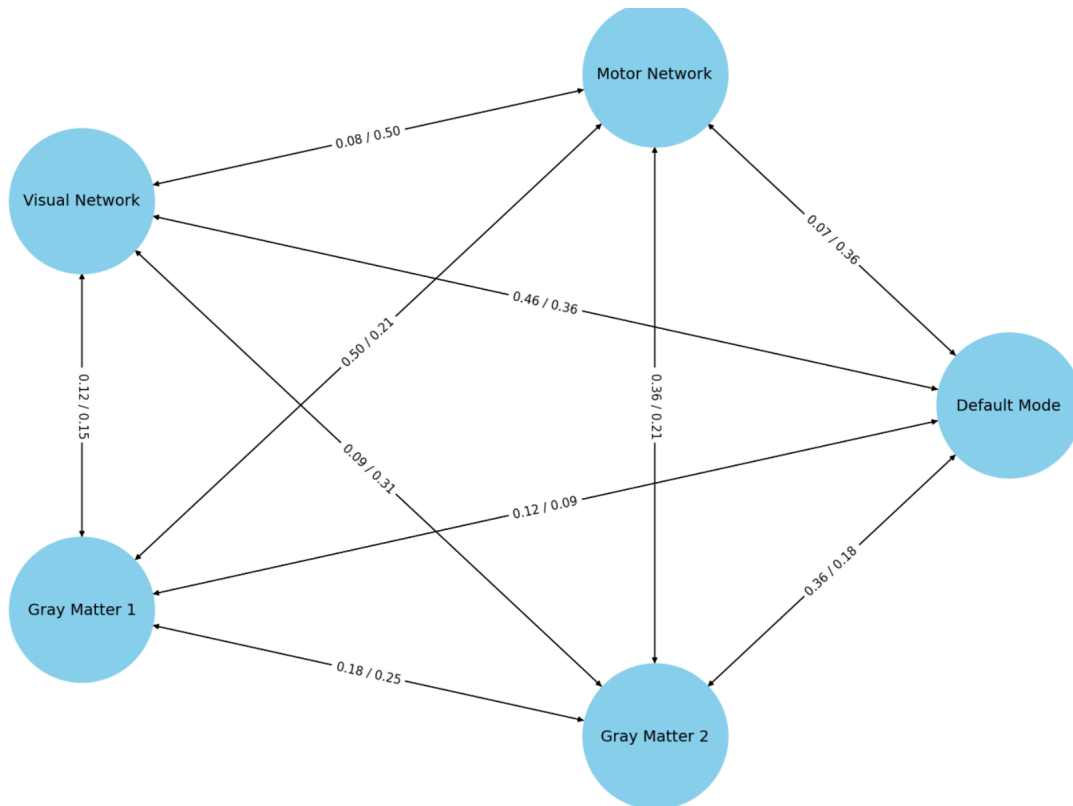 Motor Network
0.08 / 0.50
Visual Network
0.07 / 0.36
0.46 / 0.36
0.50 / 0.21
0.12 / 0.15
0.36 / 0.21
Default Mode
0.09 / 0.31
0.12 / 0.09
0.36 / 0.18
Gray Matter 1
0.18 / 0.25
Gray Matter 2